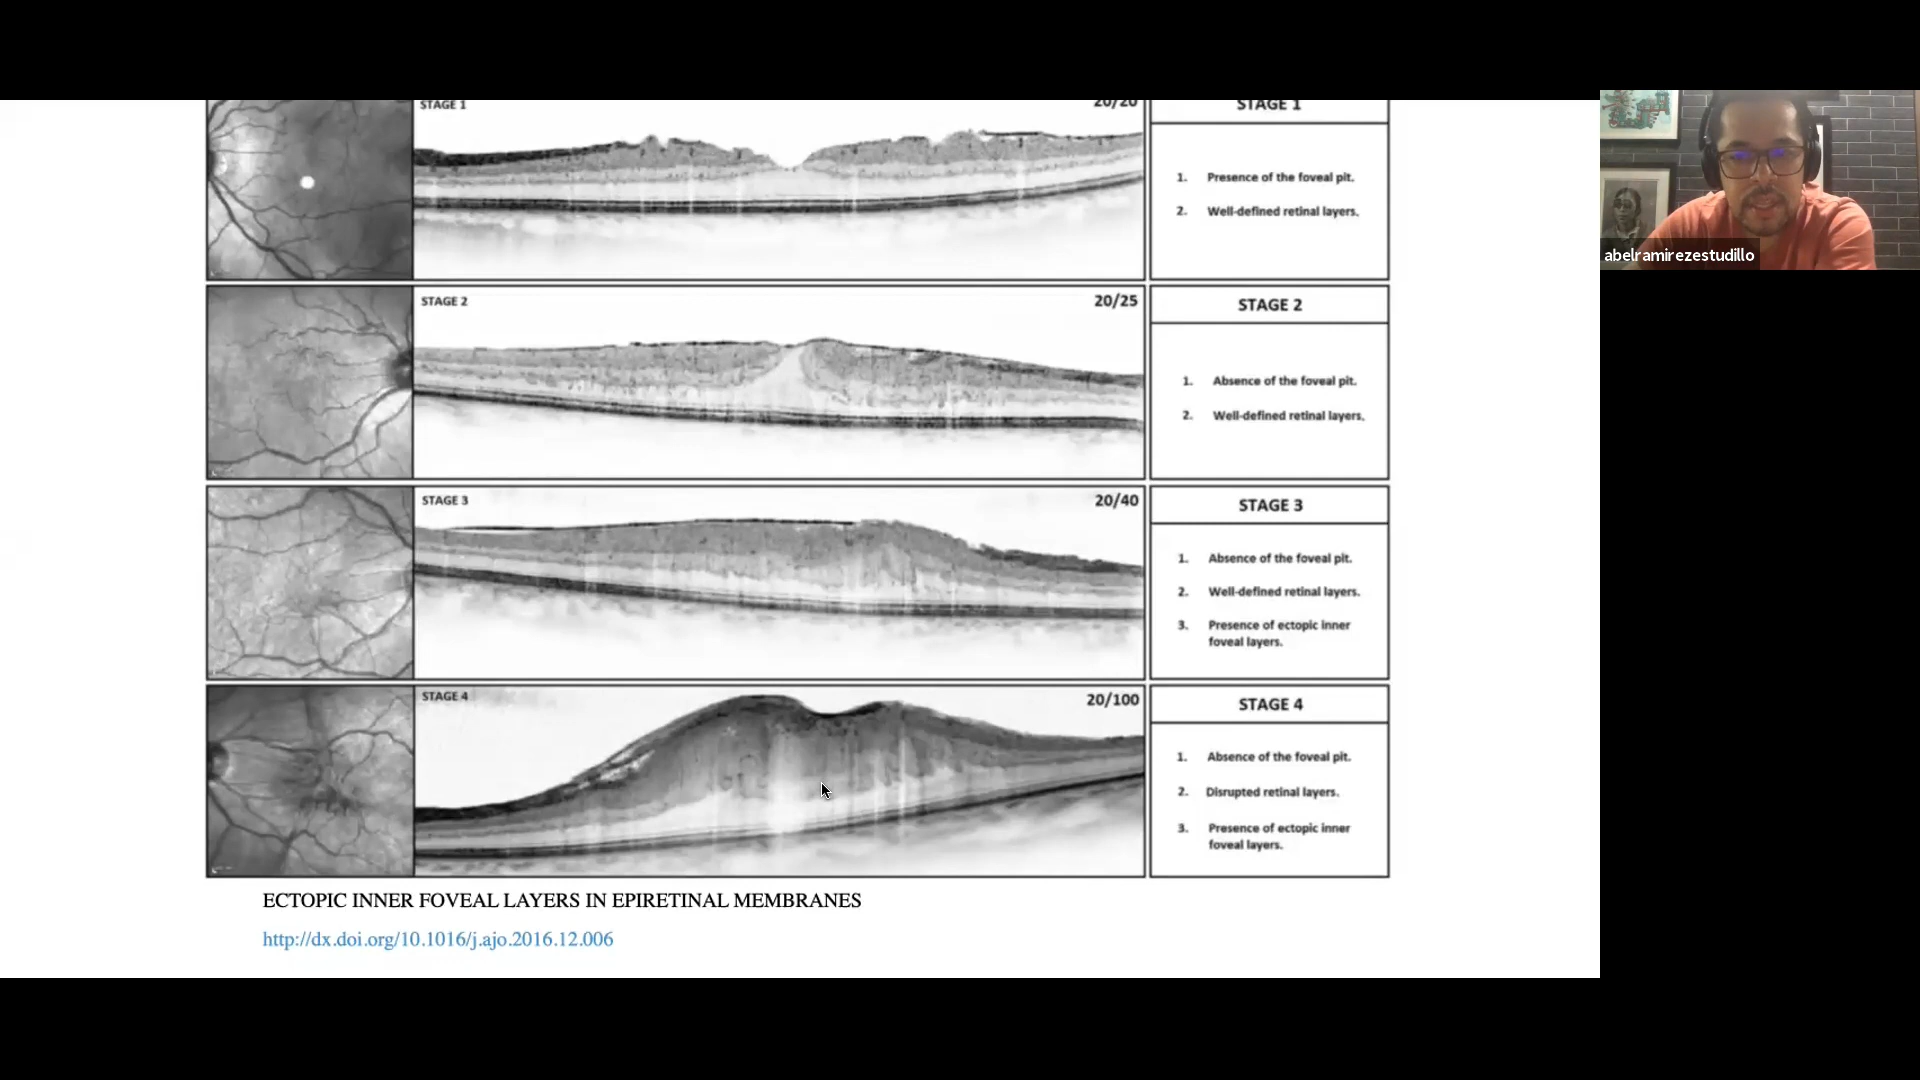 STAGE 1
20/20
STAGE 1
1. Presence of the foveal pit.
2. Well-defined retinal layers.
STAGE 2
20/25
STAGE 2
1. Absence of the foveal pit.
2. Well-defined retinal layers.
STAGE 3
20/40
STAGE 3
1. Absence of the foveal pit.
2. Well-defined retinal layers.
3. Presence of ectopic inner
foveal layers.
STAGE 4
20/100
STAGE 4
1. Absence of the foveal pit.
2. Disrupted retinal layers.
3. Presence of ectopic inner
foveal layers.
ECTOPIC INNER FOVEAL LAYERS IN EPIRETINAL MEMBRANES
http://dx.doi.org/10.1016/j.ajo.2016.12.006
abelramirezestudillo